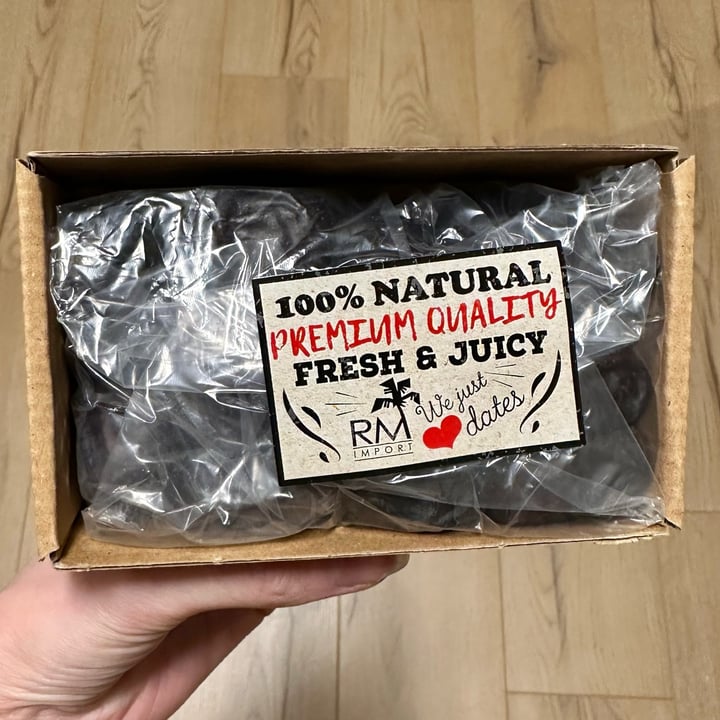 100% NATURAL
PREMIUM QUALITY
FRESH & JUICY
RM
IMPORT
We just
dates